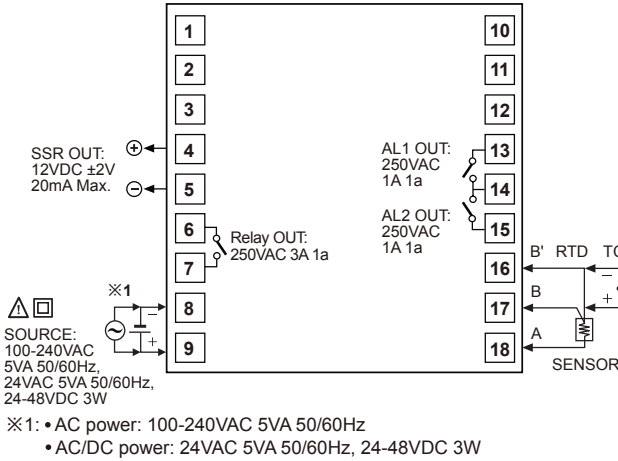 1
2
3
4
5
6
7
8
9
10
11
12
13
14
15
16
17
18
SSR OUT:
12VDC ±2V
20mA Max.
+
−
Relay OUT:
250VAC 3A 1a
AL1 OUT:
250VAC
1A 1a
AL2 OUT:
250VAC
1A 1a
B' RTD
−
B
+
A
SENSOR
※1
−
+
SOURCE:
100-240VAC
5VA 50/60Hz,
24VAC 5VA 50/60Hz,
24-48VDC 3W
※1: • AC power: 100-240VAC 5VA 50/60Hz
• AC/DC power: 24VAC 5VA 50/60Hz, 24-48VDC 3W